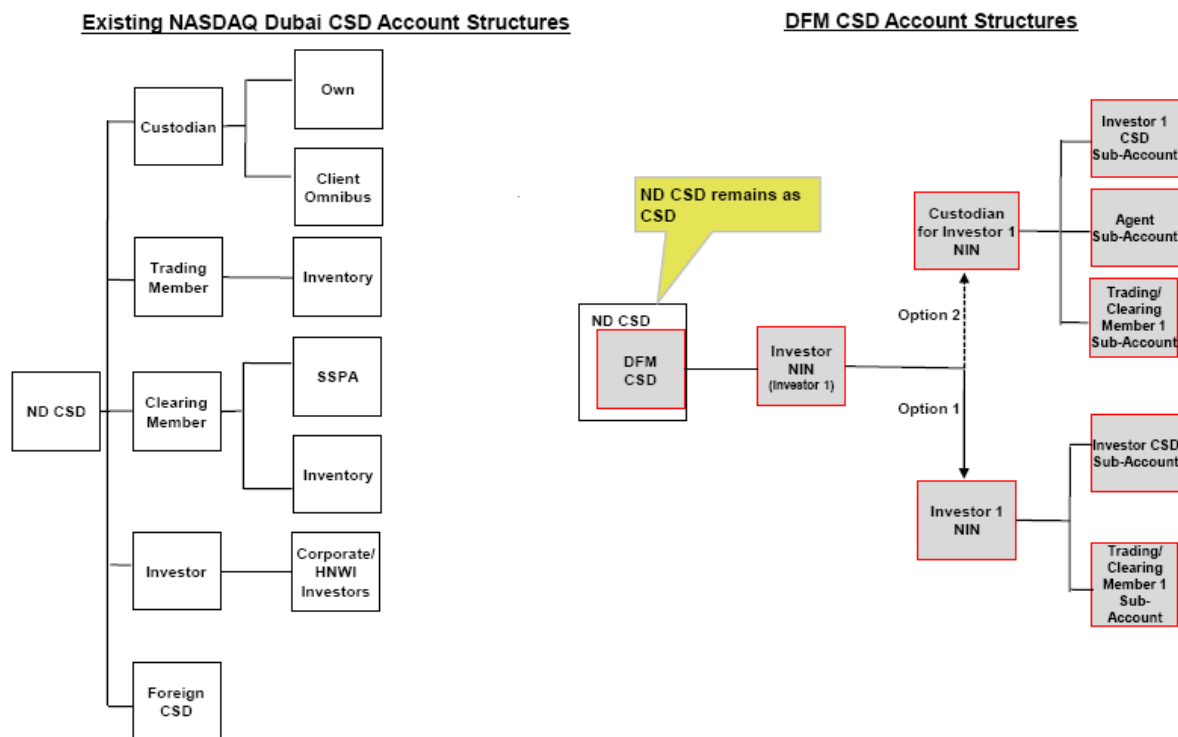 Existing NASDAQ Dubai CSD Account Structures
Own
Custodian
Client
Omnibus
Trading
Member
Inventory
SSPA
ND CSD
Clearing
Member
Inventory
Investor
Corporate/
HNWI
Investors
Foreign
CSD
DFM CSD Account Structures
ND CSD remains as
CSD
ND CSD
DFM
CSD
Investor
NIN
(Investor 1)
Option 2
Option 1
Custodian
for Investor 1
NIN
Investor 1
CSD
Sub-Account
Agent
Sub-Account
Trading/
Clearing
Member 1
Sub-Account
Investor 1
NIN
Investor CSD
Sub-Account
Trading/
Clearing
Member 1
Sub-
Account